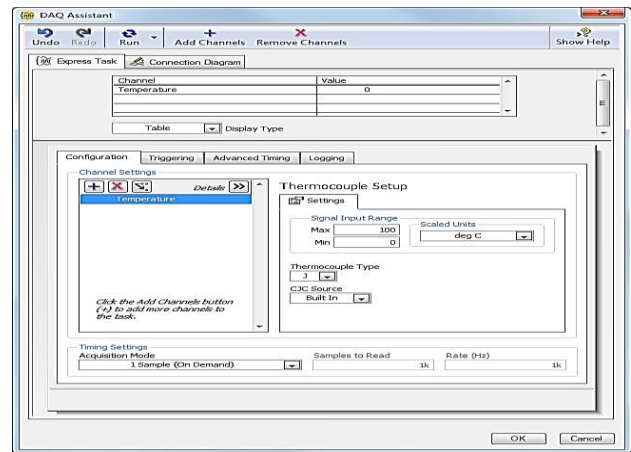 DAQ Assistant
Undo Redo Run Add Channels Remove Channels Show Help
Express Task Connection Diagram
Channel Value
Temperature 0
Table Display Type
Configuration Triggering Advanced Timing Logging
Channel Settings
Details >>
Temperature
Click the Add Channels button
(+) to add more channels to
the task.
Thermocouple Setup
Settings
Signal Input Range
Max 100
Min 0
Scaled Units
deg C
Thermocouple Type
J
CJC Source
Built In
Timing Settings
Acquisition Mode Samples to Read Rate (Hz)
1 Sample (On Demand) 1k 1k
OK Cancel